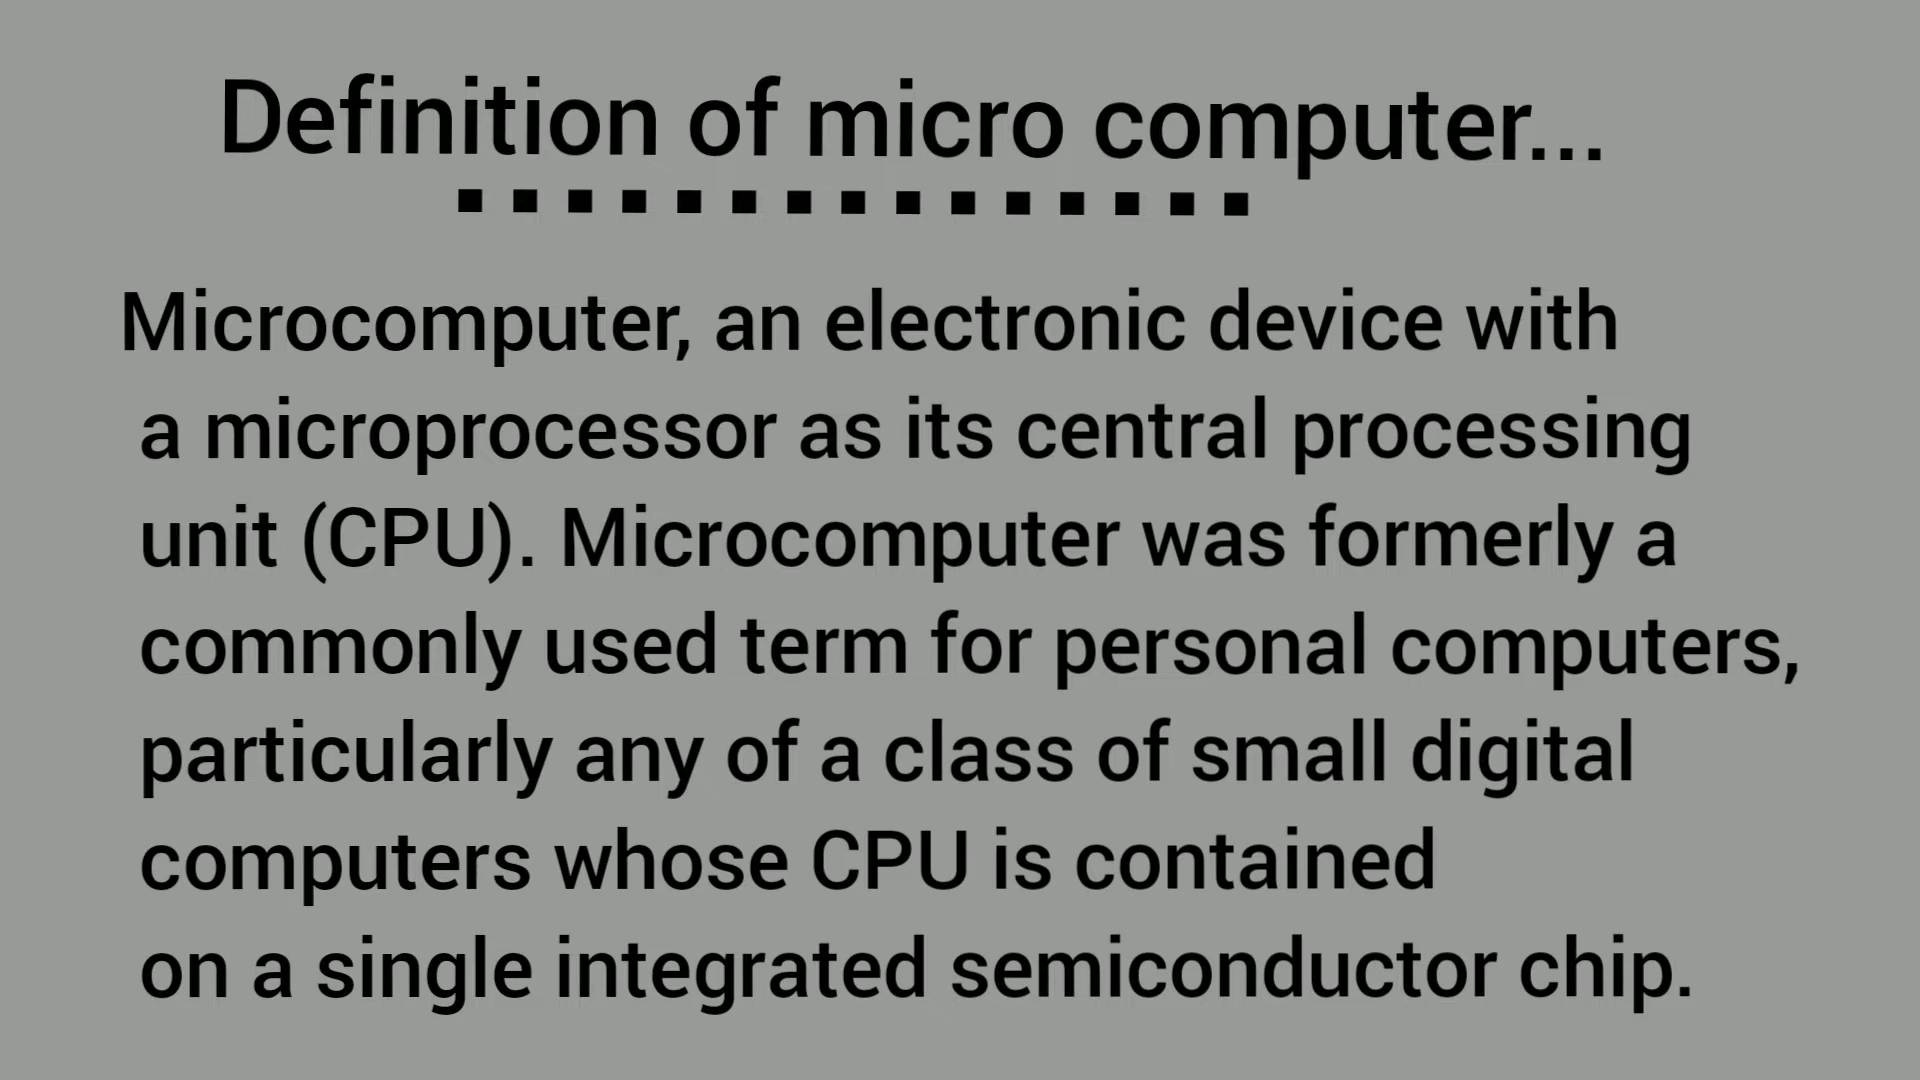 Definition of micro computer...
Microcomputer, an electronic device with
a microprocessor as its central processing
unit (CPU). Microcomputer was formerly a
commonly used term for personal computers,
particularly any of a class of small digital
computers whose CPU is contained
on a single integrated semiconductor chip.